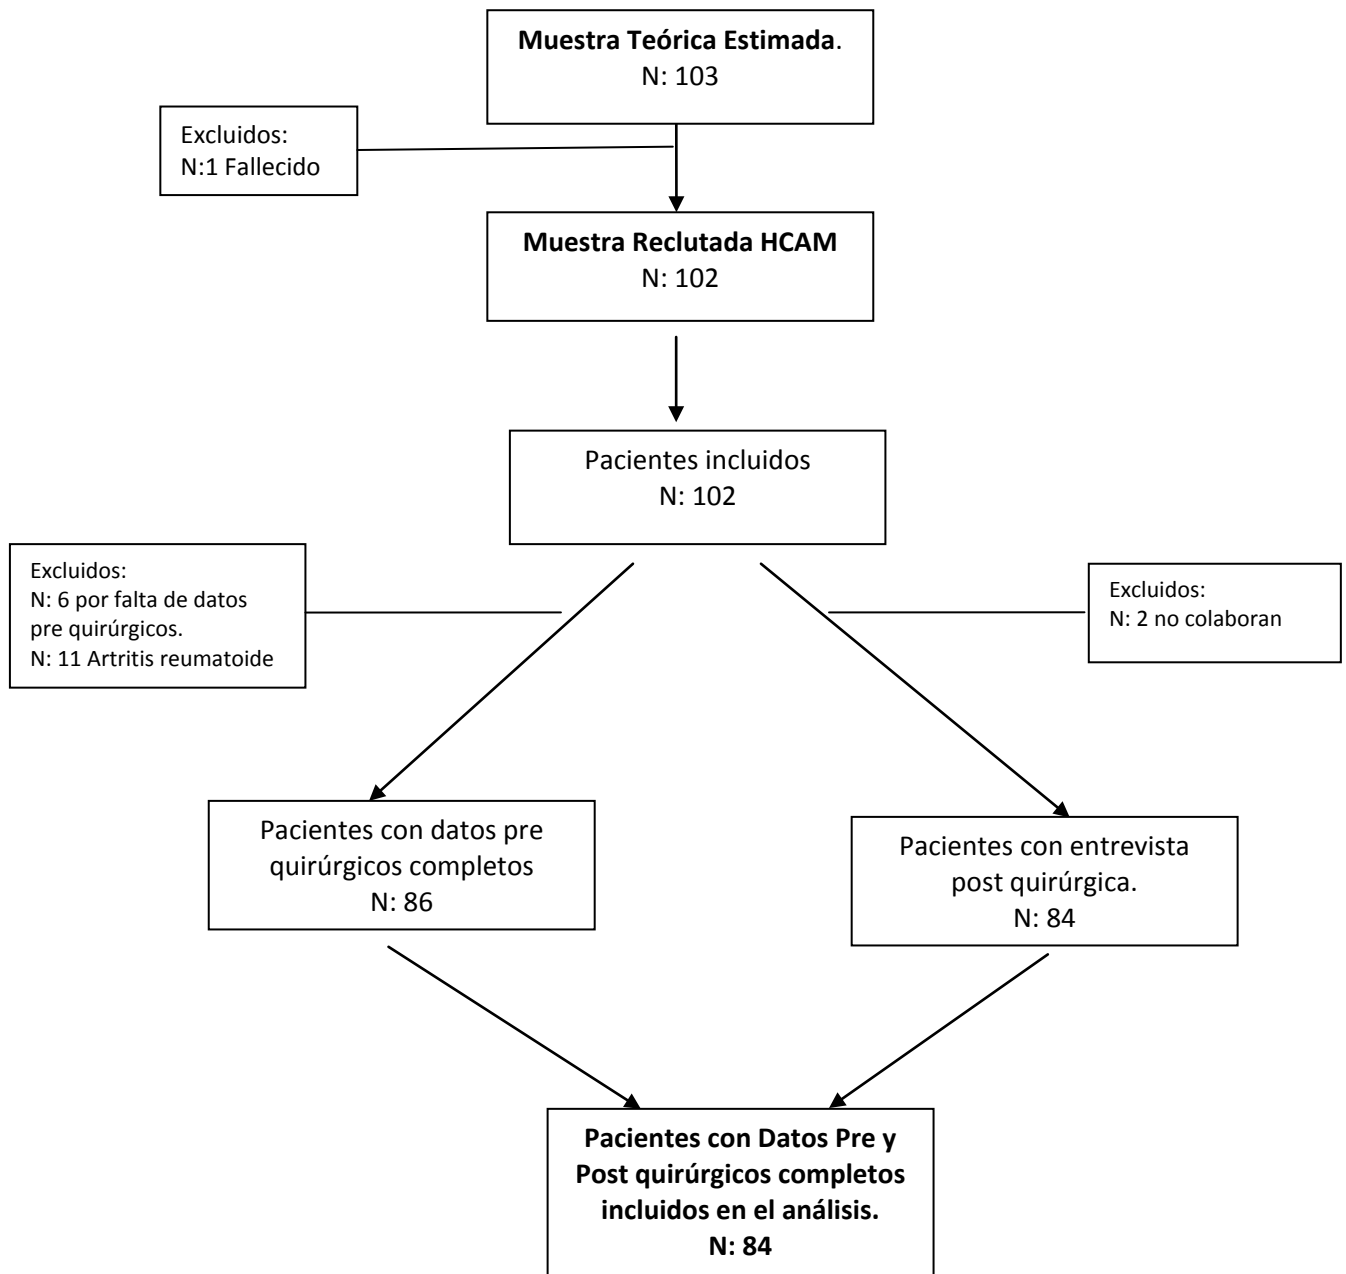 Muestra Teórica Estimada.
N: 103
Excluidos:
N:1 Fallecido
Muestra Reclutada HCAM
N: 102
Pacientes incluidos
N: 102
Excluidos:
N: 6 por falta de datos
pre quirúrgicos.
N: 11 Artritis reumatoide
Excluidos:
N: 2 no colaboran
Pacientes con datos pre
quirúrgicos completos
N: 86
Pacientes con entrevista
post quirúrgica.
N: 84
Pacientes con Datos Pre y
Post quirúrgicos completos
incluidos en el análisis.
N: 84